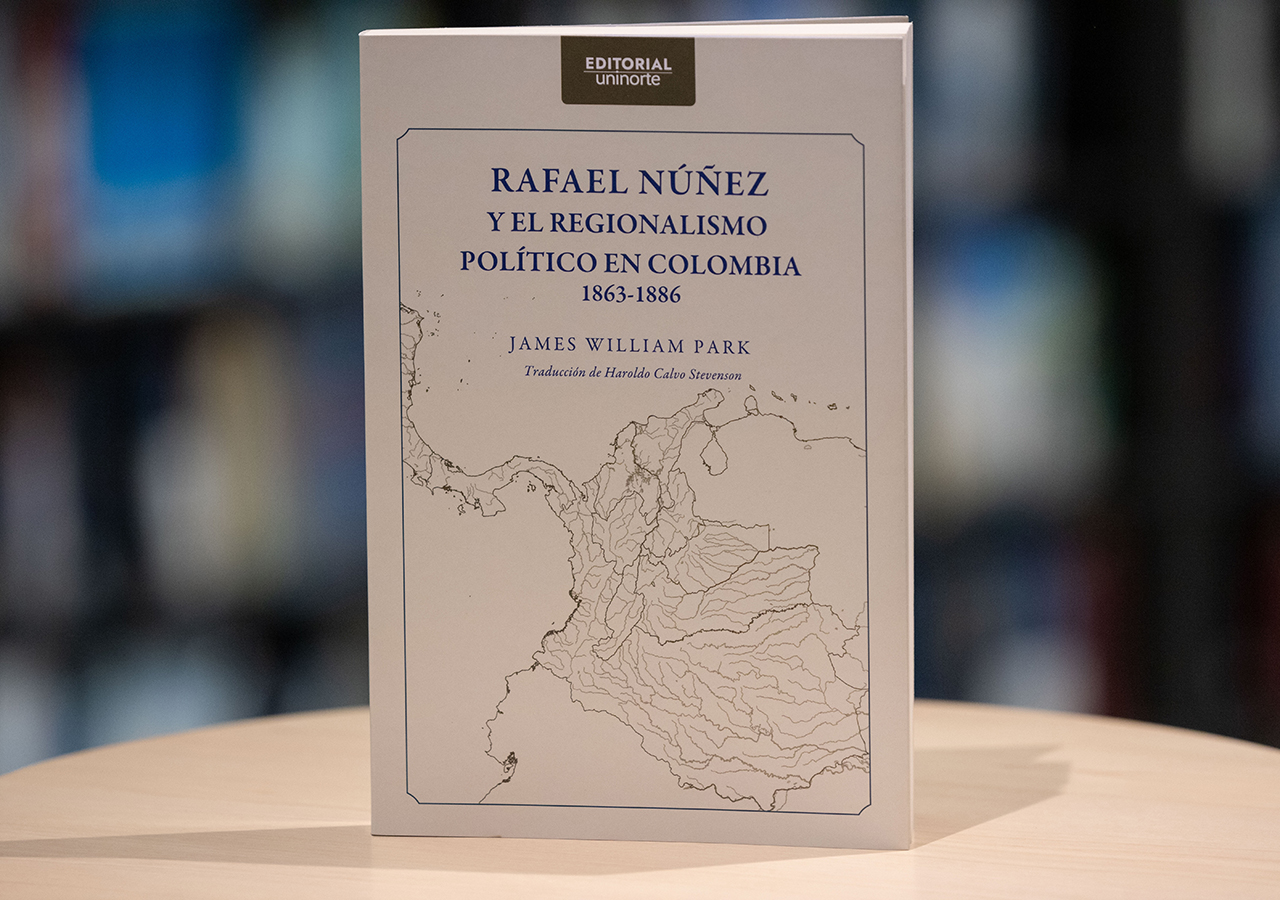 EDITORIAL
uninorte
RAFAEL NÚÑEZ
Y EL REGIONALISMO
POLÍTICO EN COLOMBIA
1863-1886
JAMES WILLIAM PARK
Traducción de Haroldo Calvo Stevenson